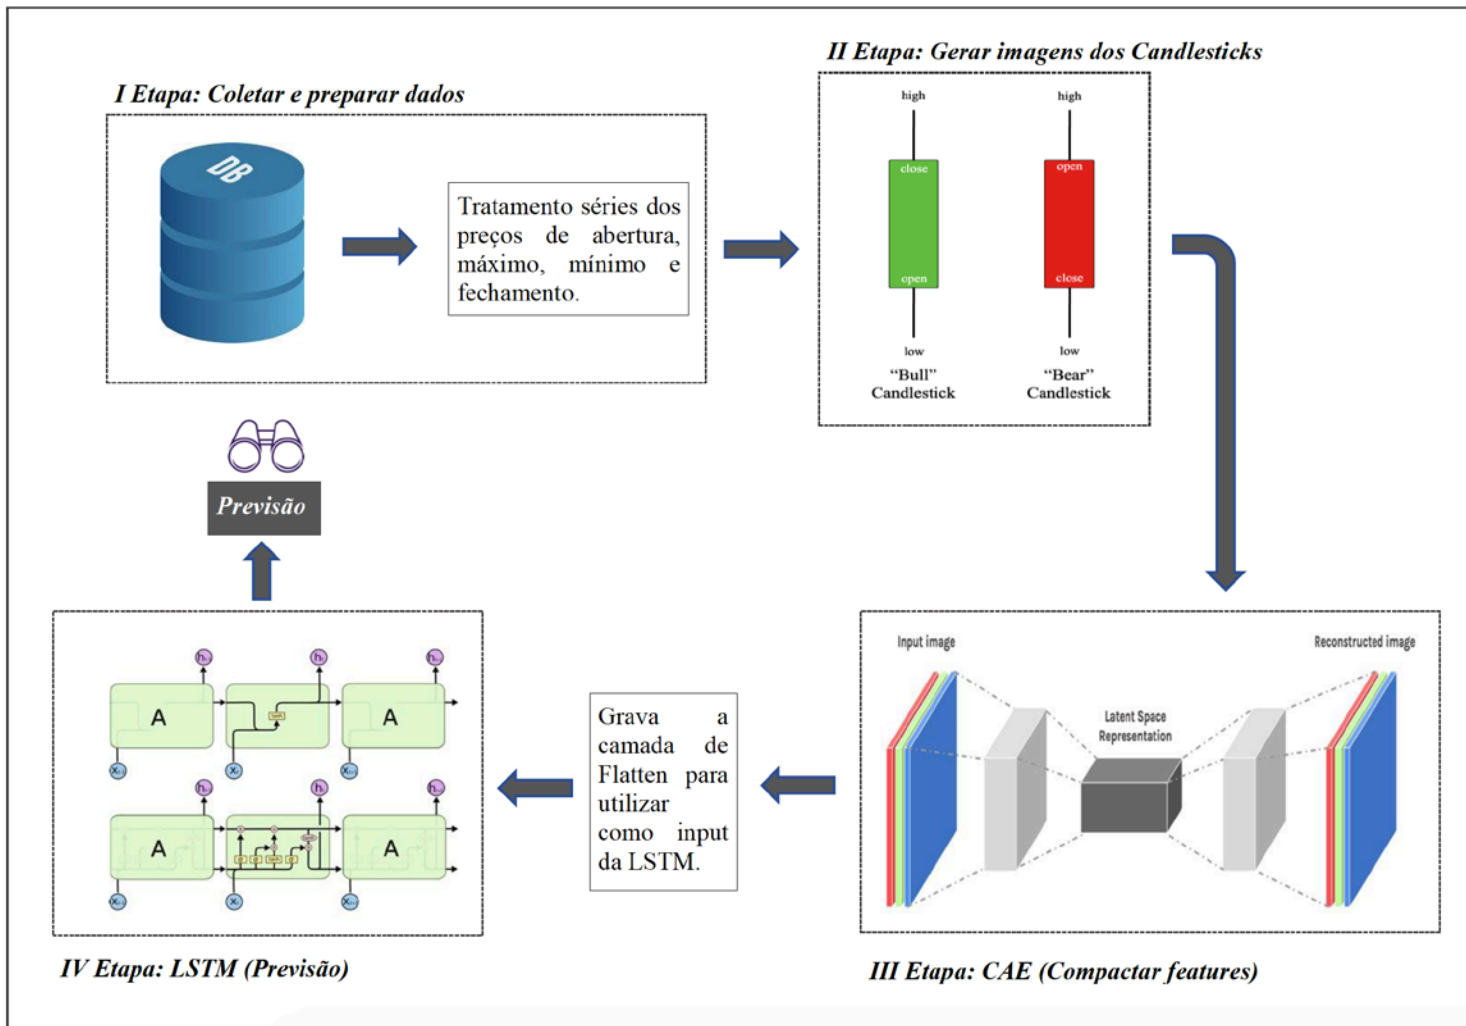 I Etapa: Coletar e preparar dados
DB
Tratamento séries dos
preços de abertura,
máximo, mínimo e
fechamento.
II Etapa: Gerar imagens dos Candlesticks
high
close
open
low
“Bull”
Candlestick
high
open
close
low
“Bear”
Candlestick
Input image
Latent Space
Representation
Reconstructed image
III Etapa: CAE (Compactar features)
Grava a
camada de
Flatten para
utilizar
como input
da LSTM.
A
A
A
A
IV Etapa: LSTM (Previsão)
Previsão